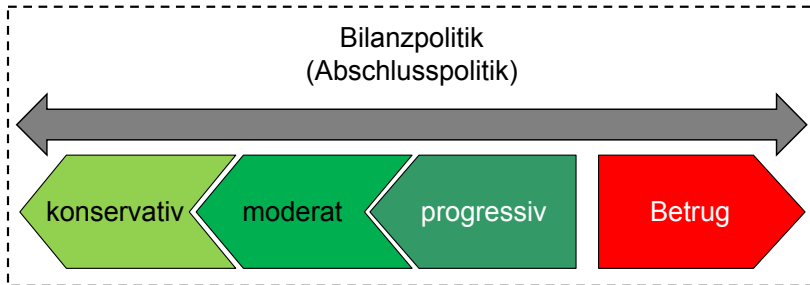 Bilanzpolitik
(Abschlusspolitik)
konservativ
moderat
progressiv
Betrug